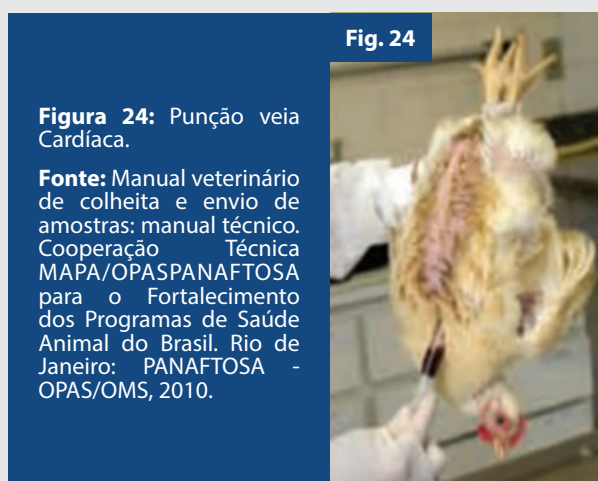 Fig. 24
Figura 24: Punção veia
Cardíaca.
Fonte: Manual veterinário
de colheita e envio de
amostras: manual técnico.
Cooperação Técnica
MAPA/OPASPANAFTOSA
para o Fortalecimento
dos Programas de Saúde
Animal do Brasil. Rio de
Janeiro: PANAFTOSA -
OPAS/OMS, 2010.